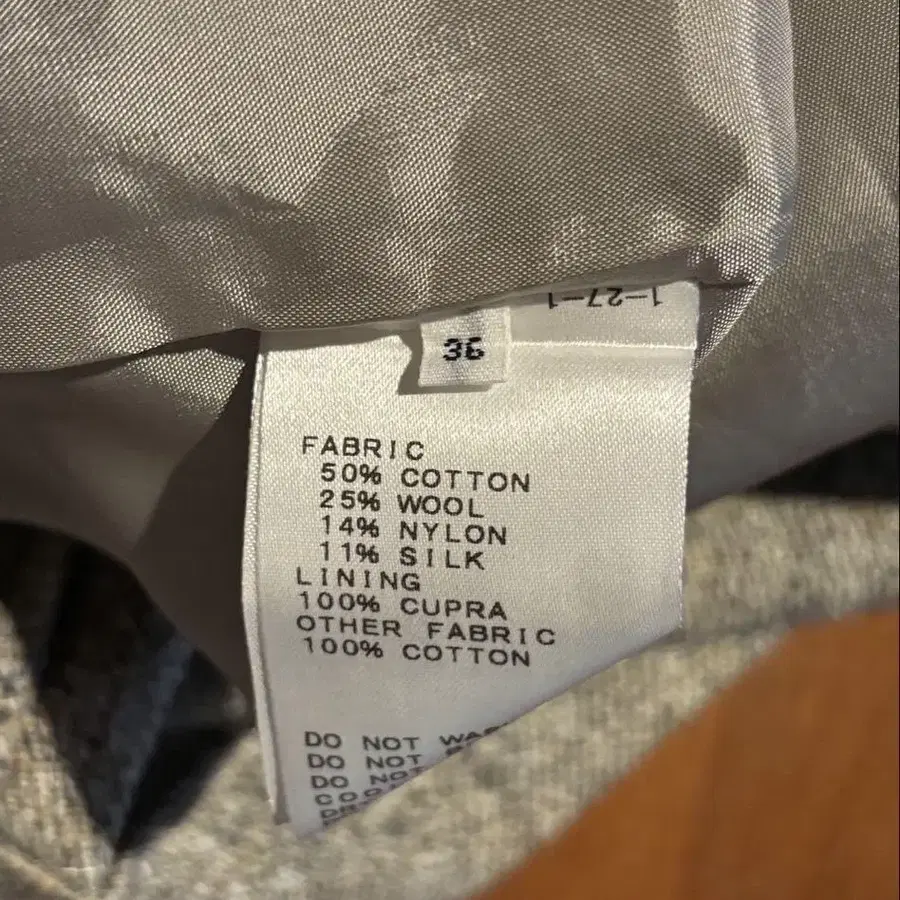 1-27-1
36
FABRIC
50% COTTON
25% WOOL
14% NYLON
11% SILK
LINING
100% CUPRA
OTHER FABRIC
100% COTTON
DO NOT
DO NOT
DO NOT